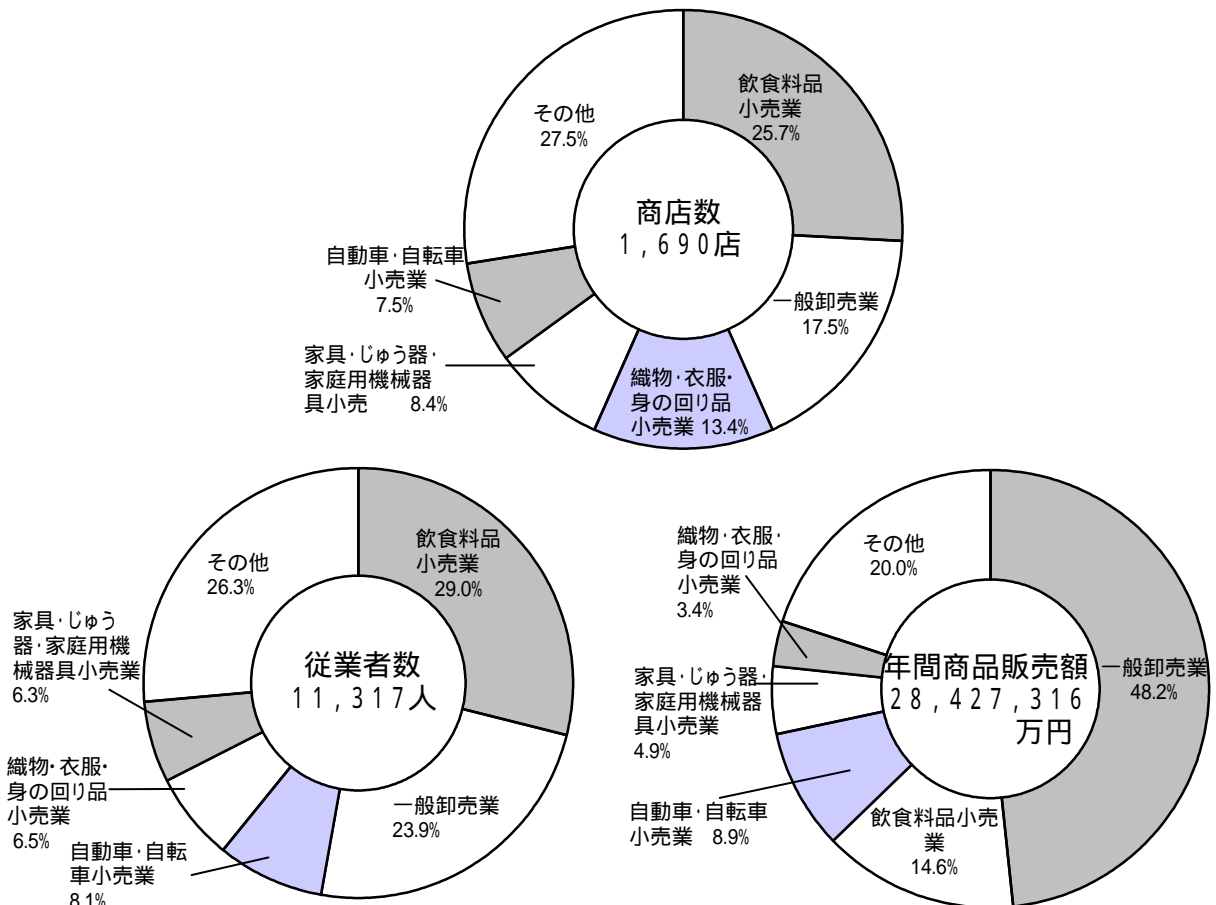 飲食料品
小売業
25.7%
その他
27.5%
商店数
1,690店
自動車・自転車
小売業
7.5%
一般卸売業
17.5%
家具・じゅう器・
家庭用機械器
具小売 8.4%
織物・衣服・
身の回り品
小売業 13.4%
飲食料品
小売業
29.0%
その他
26.3%
家具・じゅう
器・家庭用機
械器具小売業
6.3%
従業者数
11,317人
織物・衣服・
身の回り品
小売業
6.5%
一般卸売業
23.9%
自動車・自転
車小売業
8.1%
織物・衣服・
身の回り品
小売業
3.4%
その他
20.0%
年間商品販売額
28,427,316
万円
一般卸売業
48.2%
家具・じゅう器・
家庭用機械器
具小売業
4.9%
自動車・自転車
小売業 8.9%
飲食料品小売
業
14.6%